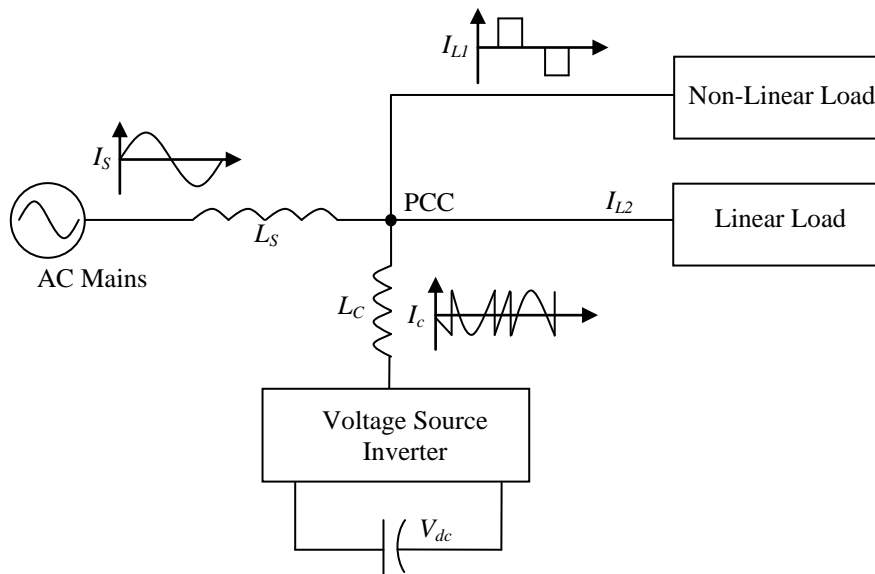 I_L1
Non-Linear Load
I_S
PCC
I_L2
Linear Load
L_S
AC Mains
L_C
I_c
Voltage Source
Inverter
V_dc